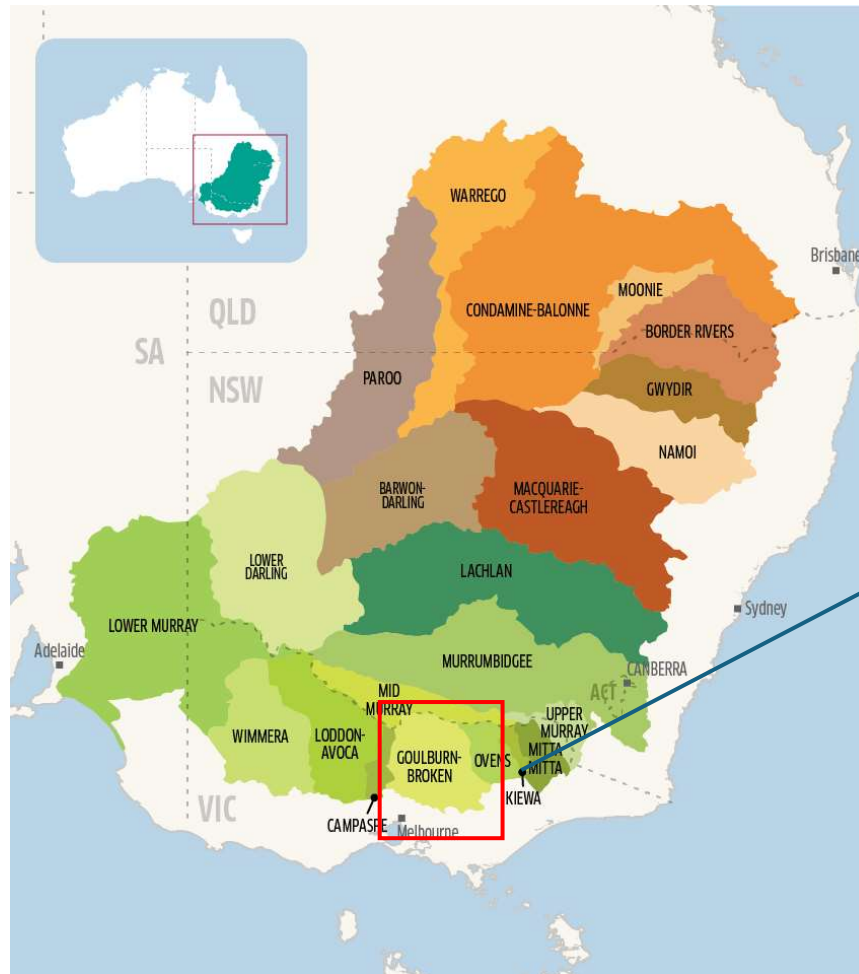 WARREGO
Brisbane
MOONIE
CONDAMINE-BALONNE
QLD
BORDER RIVERS
SA
PAROO
NSW
GWYDIR
NAMOI
BARWON-
DARLING
MACQUARIE-
CASTLEREAGH
LOWER
DARLING
LACHLAN
Sydney
LOWER MURRAY
Adelaide
MURRUMBIDGEE
CANBERRA
ACT
MID
MURRAY
UPPER
MURRAY
WIMMERA
LODDON-
AVOCA
GOULBURN-
BROKEN
OVENS
MITTA
MITTA
KIEWA
VIC
CAMPASPE
Melbourne